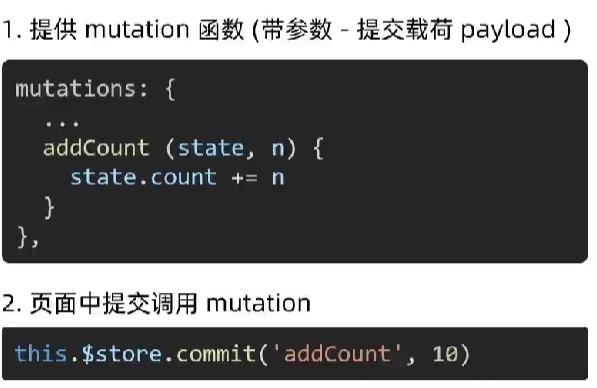 1. 提供 mutation 函数 (带参数 - 提交载荷 payload )
mutations: {
...
addCount (state, n) {
state.count += n
}
},
2. 页面中提交调用 mutation
this.$store.commit('addCount', 10)